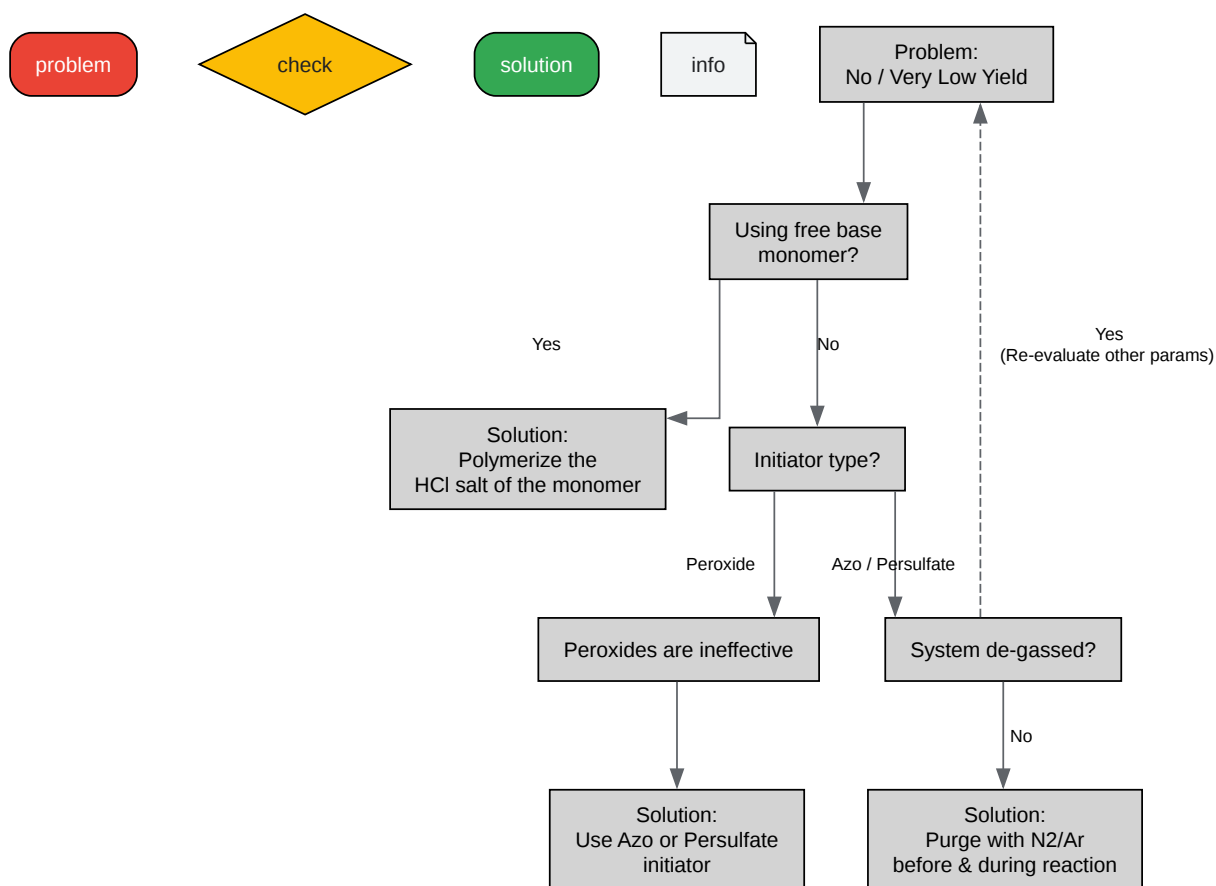 problem
check
solution
info
Problem:
No / Very Low Yield
Using free base
monomer?
Yes
No
Yes
(Re-evaluate other params)
Solution:
Polymerize the
HCl salt of the monomer
Initiator type?
Peroxide
Azo / Persulfate
Peroxides are ineffective
System de-gassed?
No
Solution:
Use Azo or Persulfate
initiator
Solution:
Purge with N2/Ar
before & during reaction